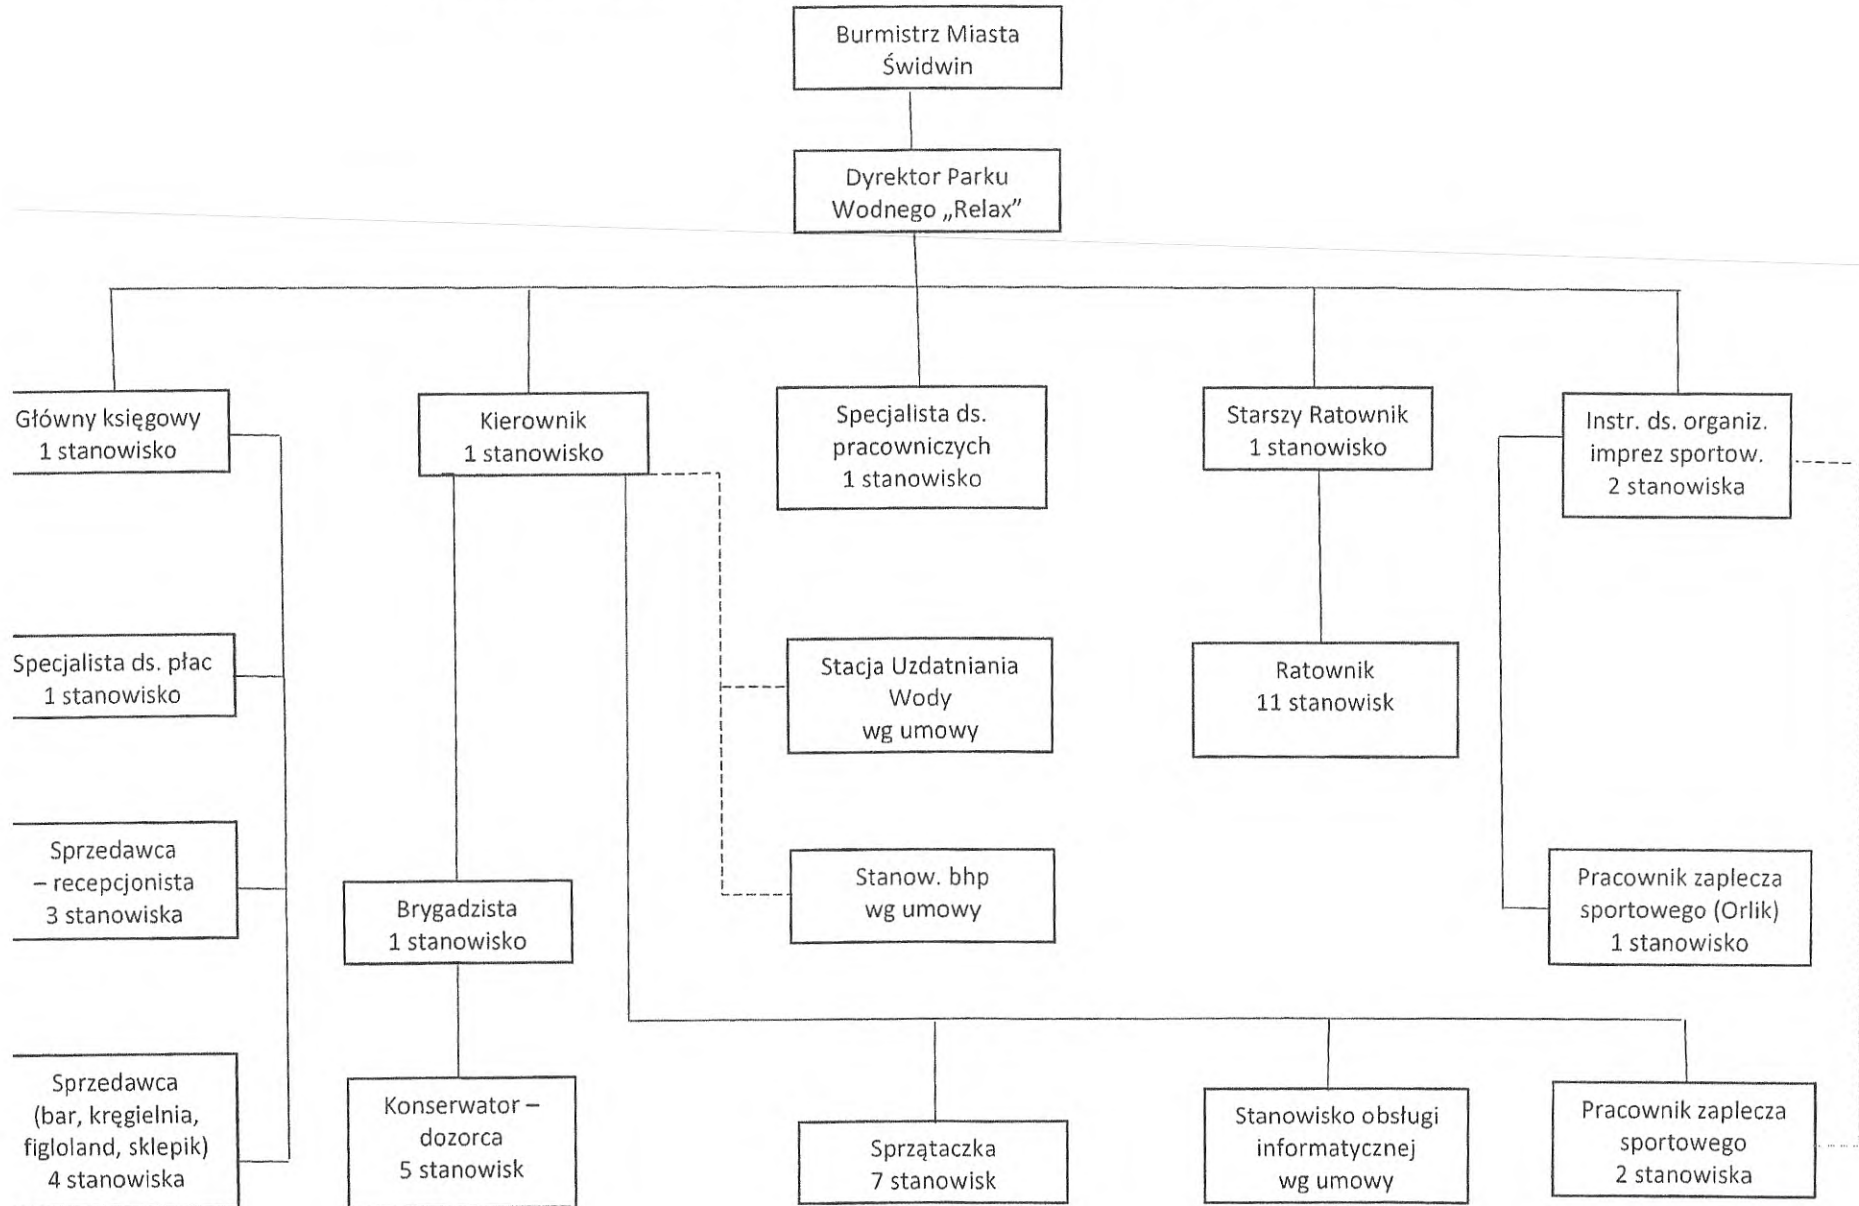 Burmistrz Miasta
Świdwin
Dyrektor Parku
Wodnego „Relax”
Główny księgowy
1 stanowisko
Kierownik
1 stanowisko
Specjalista ds.
pracowniczych
1 stanowisko
Starszy Ratownik
1 stanowisko
Instr. ds. organiz.
imprez sportow.
2 stanowiska
Specjalista ds. płac
1 stanowisko
Stacja Uzdatniania
Wody
wg umowy
Ratownik
11 stanowisk
Sprzedawca
– recepcjonista
3 stanowiska
Brygadzista
1 stanowisko
Stanow. bhp
wg umowy
Pracownik zaplecza
sportowego (Orlik)
1 stanowisko
Sprzedawca
(bar, kręgielnia,
figloland, sklepik)
4 stanowiska
Konserwator –
dozorca
5 stanowisk
Sprzątaczka
7 stanowisk
Stanowisko obsługi
informatycznej
wg umowy
Pracownik zaplecza
sportowego
2 stanowiska